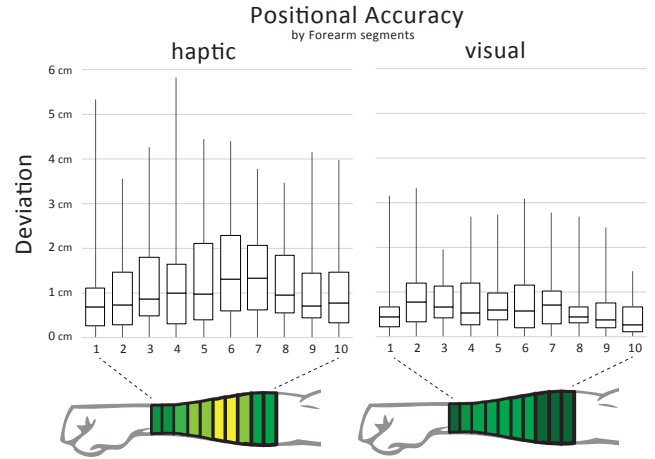 Positional Accuracy
by Forearm segments
haptic
visual
Deviation
6 cm
5 cm
4 cm
3 cm
2 cm
1 cm
0 cm
1 2 3 4 5 6 7 8 9 10
1 2 3 4 5 6 7 8 9 10